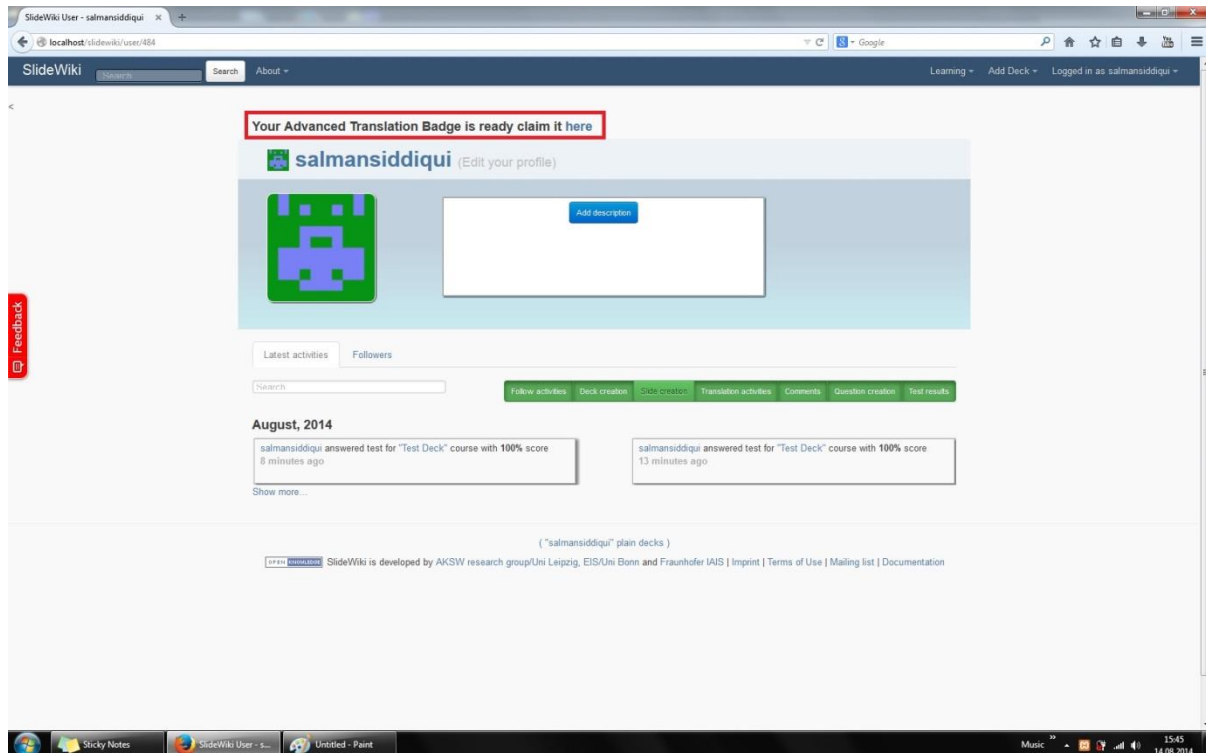 SlideWiki User - salmansiddiqui × +
localhost/slidewiki/user/484
Google
SlideWiki Search Search About Learning Add Deck Logged in as salmansiddiqui
<
Your Advanced Translation Badge is ready claim it here
salmansiddiqui (Edit your profile)
Add description
Feedback
Latest activities Followers
Search Follow activities Deck creation Slide creation Translation activities Comments Question creation Test results
August, 2014
salmansiddiqui answered test for "Test Deck" course with 100% score
8 minutes ago
salmansiddiqui answered test for "Test Deck" course with 100% score
13 minutes ago
Show more...
( "salmansiddiqui" plain decks )
OPEN KNOWLEDGE SlideWiki is developed by AKSW research group/Uni Leipzig, EIS/Uni Bonn and Fraunhofer IAIS | Imprint | Terms of Use | Mailing list | Documentation
Sticky Notes SlideWiki User - s... Untitled - Paint Music » 15:45
14.08.2014